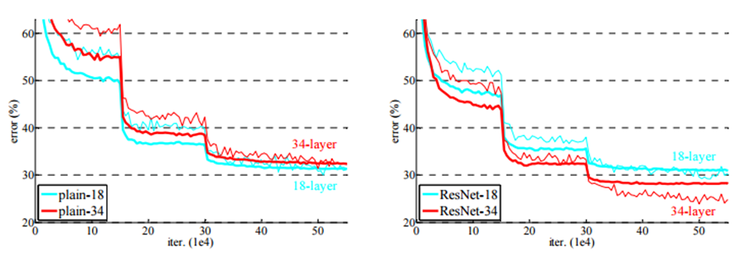 60
50
40
30
20
error (%)
34-layer
18-layer
plain-18
plain-34
0 10 20 30 40 50
iter. (1e4)
60
50
40
30
20
error (%)
18-layer
34-layer
ResNet-18
ResNet-34
0 10 20 30 40 50
iter. (1e4)